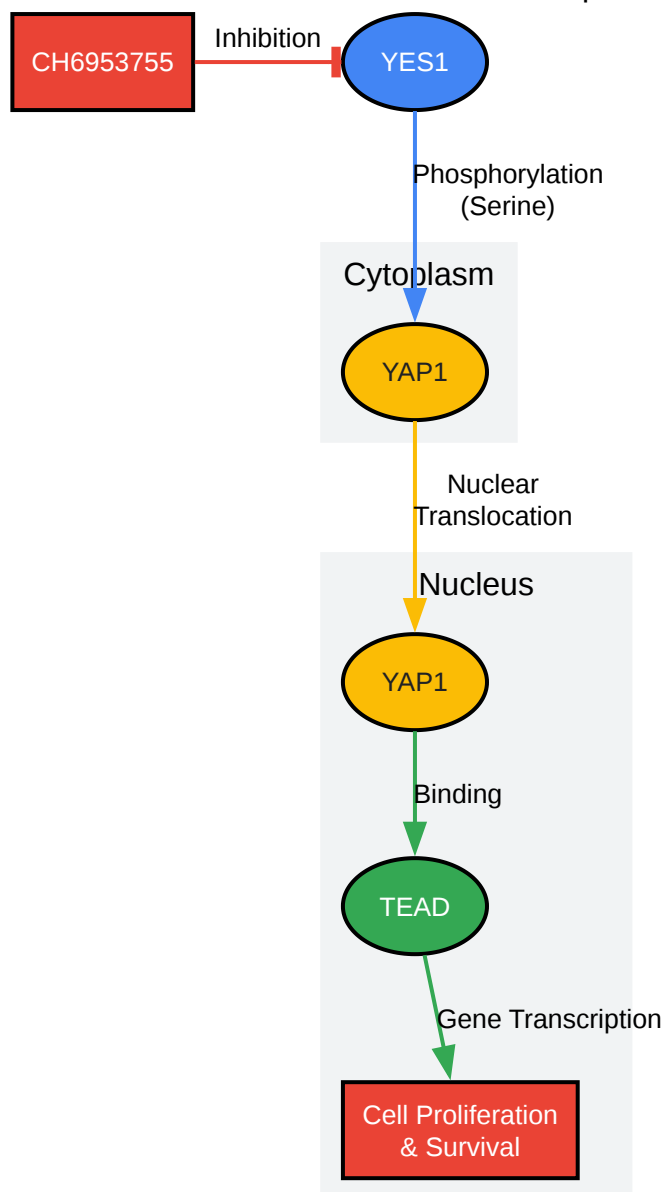 CH6953755
Inhibition
YES1
Phosphorylation
(Serine)
Cytoplasm
YAP1
Nuclear
Translocation
Nucleus
YAP1
Binding
TEAD
Gene Transcription
Cell Proliferation
& Survival